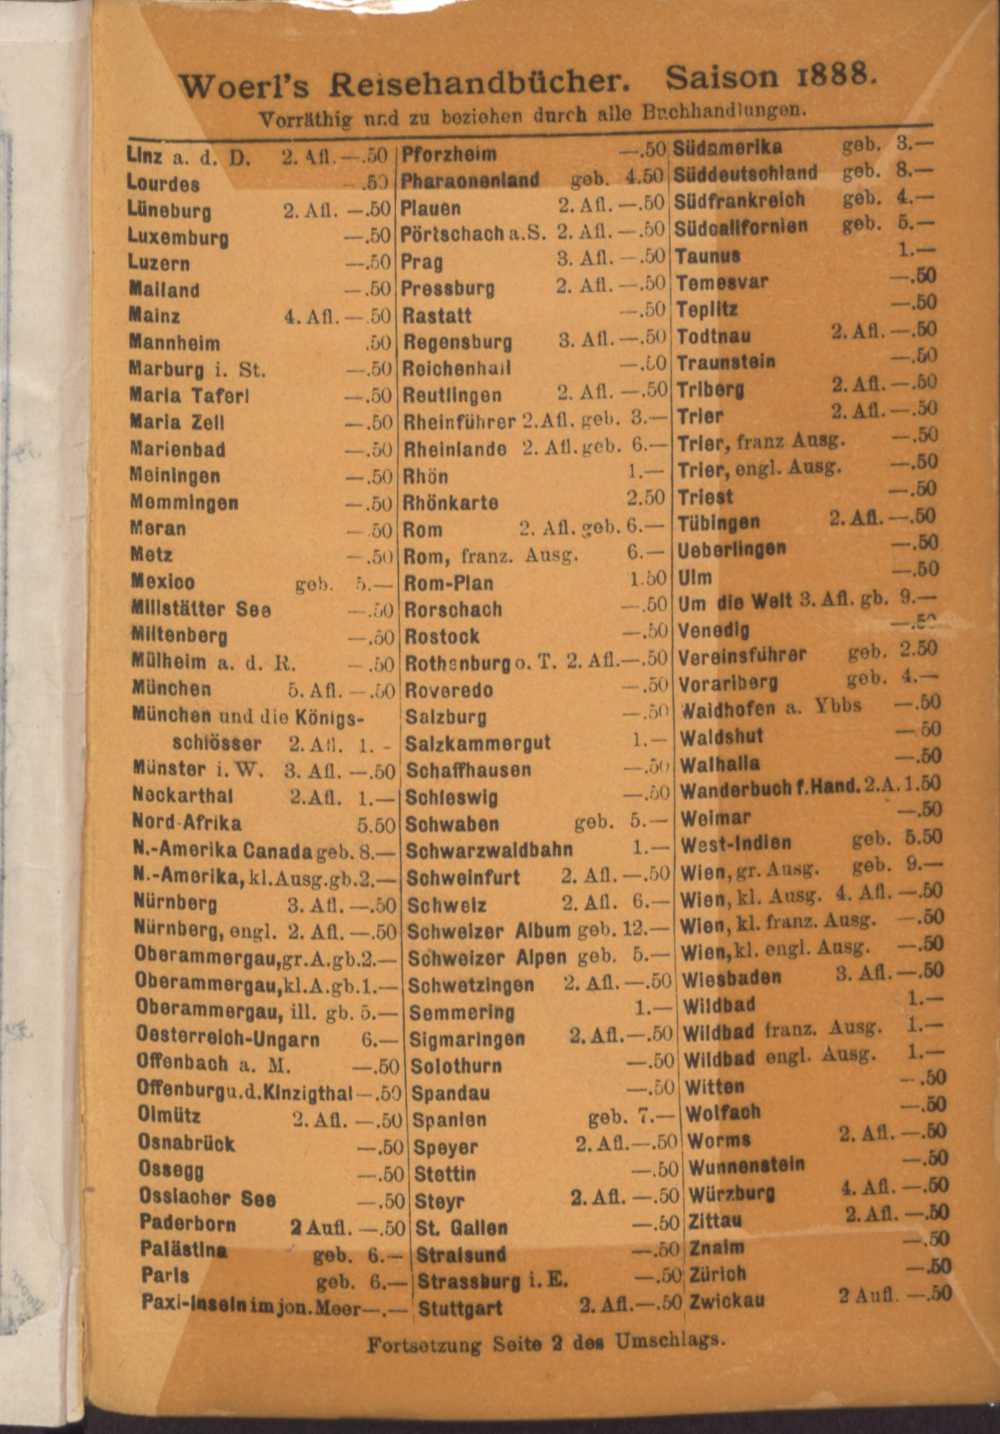 Woerl's Reisehandbücher. Saison 1888.
Vorräthig und zu beziehen durch alle Buchhandlungen.
Linz a. d. D. 2. Afl. —.50
Lourdes —.50
Lüneburg 2. Afl. —.50
Luxemburg —.50
Luzern —.50
Mailand —.50
Mainz 4. Afl. —.50
Mannheim .50
Marburg i. St. —.50
Maria Taferl —.50
Maria Zell —.50
Marienbad —.50
Meiningen —.50
Memmingen —.50
Meran —.50
Metz —.50
Mexico geb. 5.—
Millstätter See —.50
Miltenberg —.50
Mülheim a. d. R. —.50
München 5. Afl. —.50
München und die Königs-
schlösser 2. Afl. 1.—
Münster i. W. 3. Afl. —.50
Neckarthal 2. Afl. 1.—
Nord-Afrika 5.50
N.-Amerika Canada geb. 8.—
N.-Amerika, kl. Ausg. gb. 2.—
Nürnberg 3. Afl. —.50
Nürnberg, engl. 2. Afl. —.50
Oberammergau, gr. A. gb. 2.—
Oberammergau, kl. A. gb. 1.—
Oberammergau, ill. gb. 5.—
Oesterreich-Ungarn 6.—
Offenbach a. M. —.50
Offenburg u. d. Kinzigthal —.50
Olmütz 2. Afl. —.50
Osnabrück —.50
Ossegg —.50
Ossiacher See —.50
Paderborn 2 Aufl. —.50
Palästina geb. 6.—
Paris geb. 6.—
Paxi-Inseln im jon. Meer —.—
Pforzheim —.50
Pharaonenland geb. 4.50
Plauen 2. Afl. —.50
Pörtschach a. S. 2. Afl. —.50
Prag 3. Afl. —.50
Pressburg 2. Afl. —.50
Rastatt —.50
Regensburg 3. Afl. —.50
Reichenhall —.50
Reutlingen 2. Afl. —.50
Rheinführer 2. Afl. geb. 3.—
Rheinlande 2. Afl. geb. 6.—
Rhön 1.—
Rhönkarte 2.50
Rom 2. Afl. geb. 6.—
Rom, franz. Ausg. 6.—
Rom-Plan 1.50
Rorschach —.50
Rostock —.50
Rothenburg o. T. 2. Afl. —.50
Roveredo —.50
Salzburg —.50
Salzkammergut 1.—
Schaffhausen —.50
Schleswig —.50
Schwaben geb. 5.—
Schwarzwaldbahn 1.—
Schweinfurt 2. Afl. —.50
Schweiz 2. Afl. 6.—
Schweizer Album geb. 12.—
Schweizer Alpen geb. 5.—
Schwetzingen 2. Afl. —.50
Semmering 1.—
Sigmaringen 2. Afl. —.50
Solothurn —.50
Spandau —.50
Spanien geb. 7.—
Speyer 2. Afl. —.50
Stettin —.50
Steyr 2. Afl. —.50
St. Gallen —.50
Stralsund —.50
Strassburg i. E. —.50
Stuttgart 2. Afl. —.50
Südamerika geb. 3.—
Süddeutschland geb. 8.—
Südfrankreich geb. 4.—
Südcalifornien geb. 5.—
Taunus 1.—
Temesvar —.50
Teplitz —.50
Todtnau 2. Afl. —.50
Traunstein —.50
Triberg 2. Afl. —.50
Trier 2. Afl. —.50
Trier, franz Ausg. —.50
Trier, engl. Ausg. —.50
Triest —.50
Tübingen 2. Afl. —.50
Ueberlingen —.50
Ulm —.50
Um die Welt 3. Afl. gb. 9.—
Venedig —.50
Vereinsführer geb. 2.50
Vorarlberg geb. 4.—
Waidhofen a. Ybbs —.50
Waldshut —.50
Walhalla —.50
Wanderbuch f. Hand. 2. A. 1.50
Weimar —.50
West-Indien geb. 5.50
Wien, gr. Ausg. geb. 9.—
Wien, kl. Ausg. 4. Afl. —.50
Wien, kl. franz. Ausg. —.50
Wien, kl. engl. Ausg. —.50
Wiesbaden 3. Afl. —.50
Wildbad 1.—
Wildbad franz. Ausg. 1.—
Wildbad engl. Ausg. 1.—
Witten —.50
Wolfach —.50
Worms 2. Afl. —.50
Wunnenstein —.50
Würzburg 4. Afl. —.50
Zittau 2. Afl. —.50
Znaim —.50
Zürich —.50
Zwickau 2 Aufl. —.50
Fortsetzung Seite 2 des Umschlags.